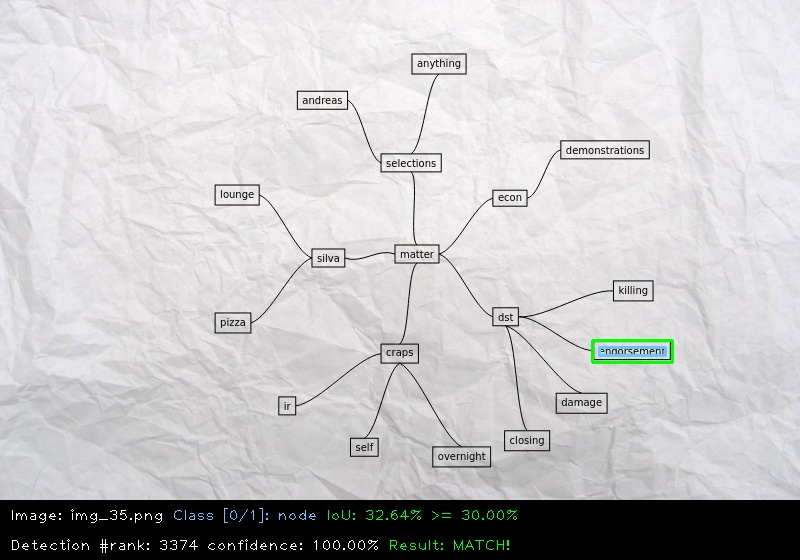 anything
andreas
selections
demonstrations
lounge
econ
silva
matter
killing
pizza
dst
endorsement
craps
damage
ir
closing
self
overnight
Image: img_35.png Class [0/1]: node IoU: 32.64% >= 30.00%
Detection #rank: 3374 confidence: 100.00% Result: MATCH!